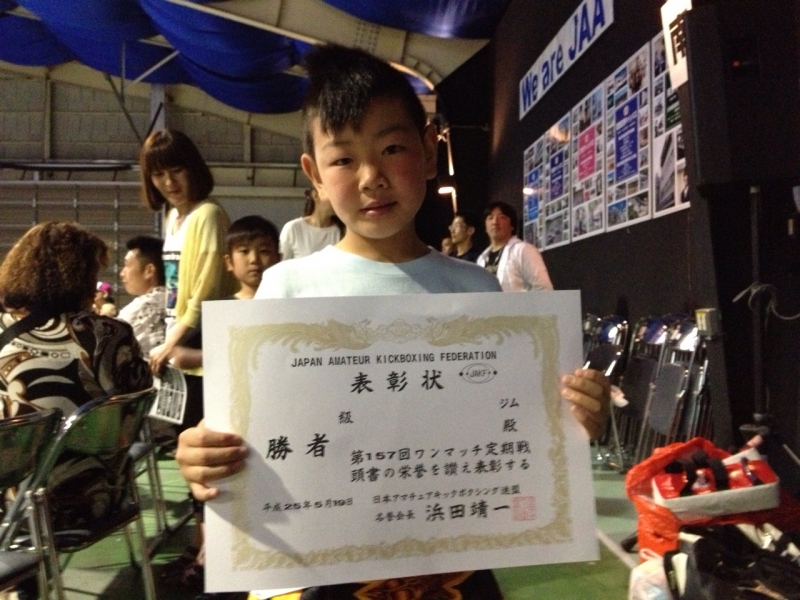 We are JAA
南
JAPAN AMATEUR KICKBOXING FEDERATION
表彰状
JAKF
級
ジム
勝者
殿
第157回ワンマッチ定期戦
頭書の栄誉を讃え表彰する
平成25年5月19日
日本アマチュアキックボクシング連盟
名誉会長 浜田靖一